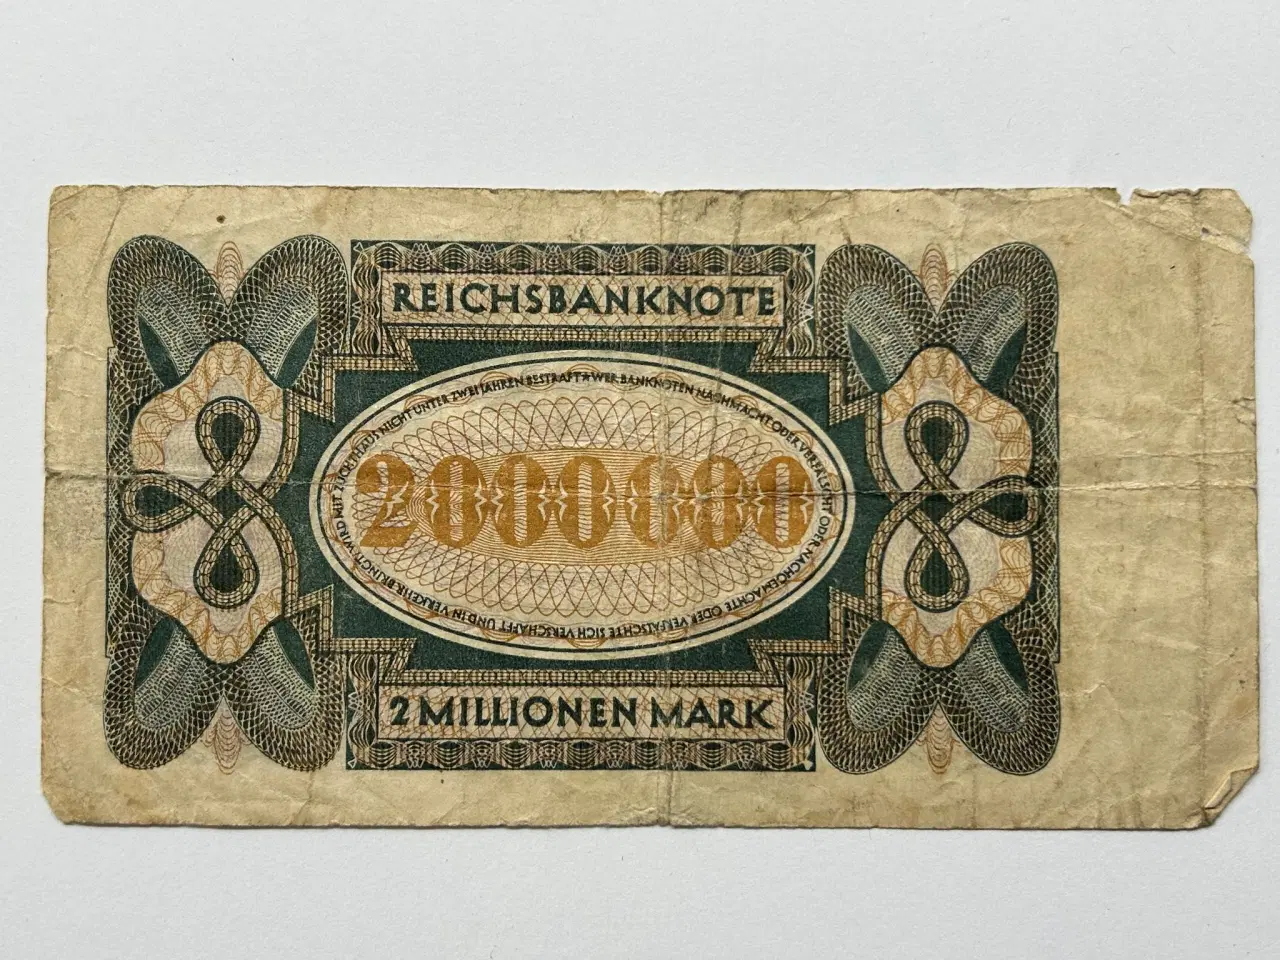 REICHSBANKNOTE
WER BANKNOTEN NACHMACHT ODER VERFÄLSCHT ODER NACHGEMACHTE ODER VERFÄLSCHTE SICH VERSCHAFFT UND IN VERKEHR BRINGT, WIRD MIT ZUCHTHAUS NICHT UNTER ZWEI JAHREN BESTRAFT
2000000
2 MILLIONEN MARK